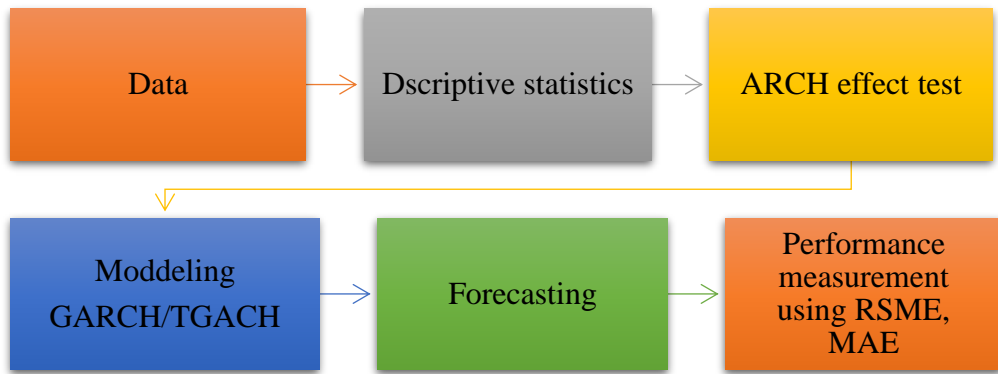 Data
Dscriptive statistics
ARCH effect test
Moddeling
GARCH/TGACH
Forecasting
Performance
measurement
using RSME,
MAE